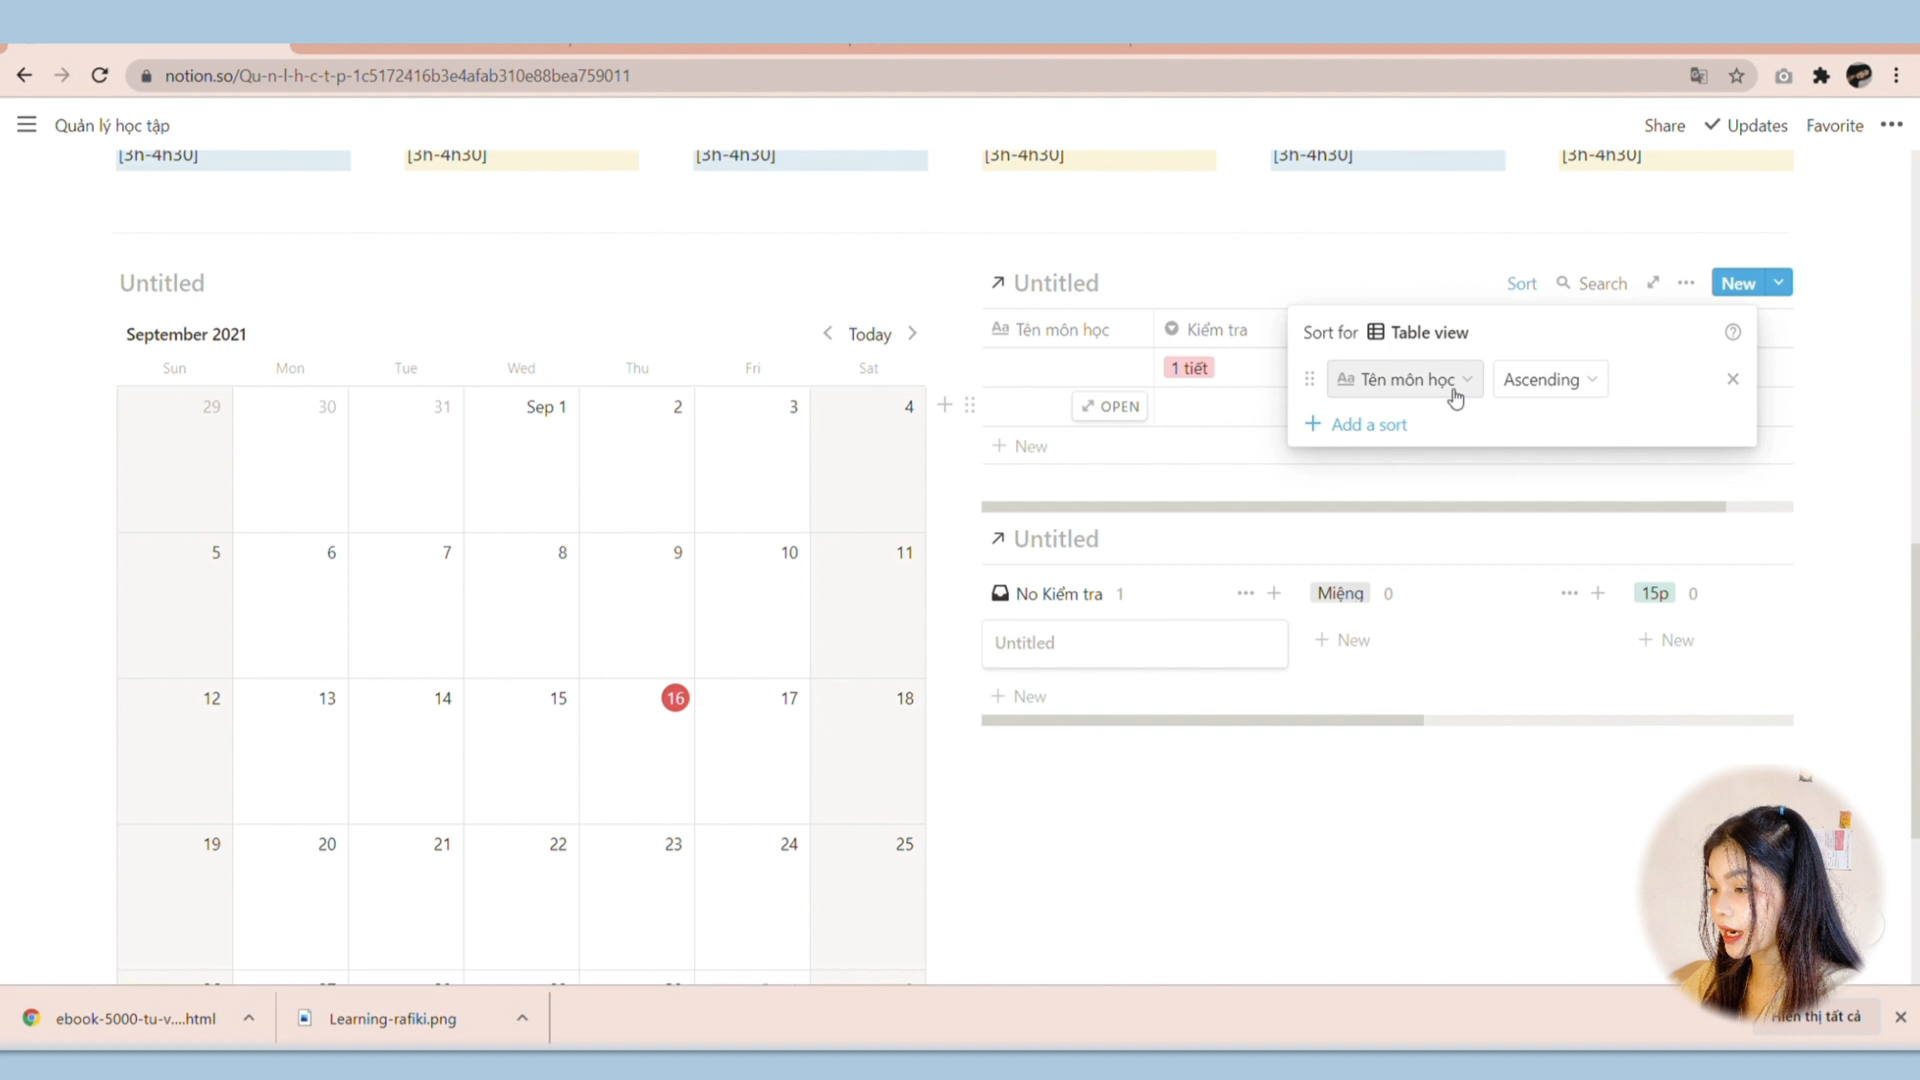 notion.so/Qu-n-l-h-c-t-p-1c5172416b3e4afab310e88bea759011
Quản lý học tập
Share
Updates
Favorite
[3h-4h30]
[3h-4h30]
[3h-4h30]
[3h-4h30]
[3h-4h30]
[3h-4h30]
Untitled
September 2021
Today
Sun Mon Tue Wed Thu Fri Sat
29 30 31 Sep 1 2 3 4
5 6 7 8 9 10 11
12 13 14 15 16 17 18
19 20 21 22 23 24 25
Untitled
Sort
Search
New
Aa Tên môn học
Kiểm tra
1 tiết
OPEN
+ New
Sort for Table view
Aa Tên môn học
Ascending
+ Add a sort
Untitled
No Kiểm tra 1
Miệng 0
15p 0
Untitled
+ New
+ New
+ New
ebook-5000-tu-v....html
Learning-rafiki.png
thị tất cả